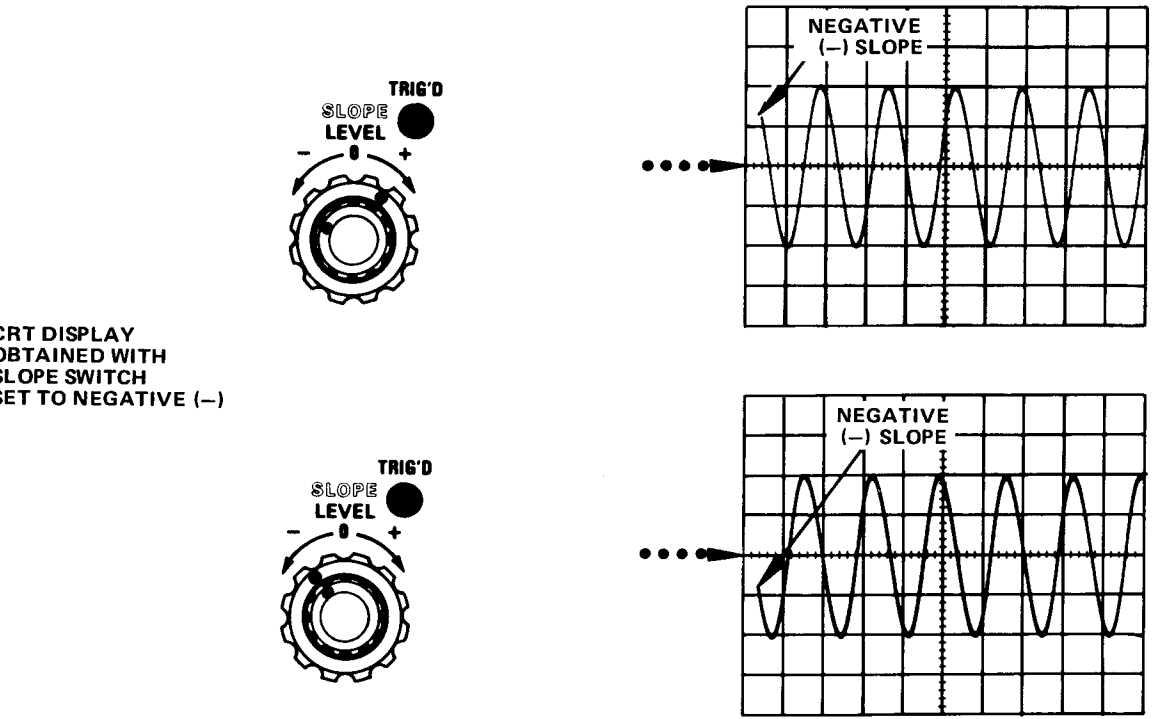 NEGATIVE
(—) SLOPE
TRIG'D
SLOPE
LEVEL
– 0 +
CRT DISPLAY
OBTAINED WITH
SLOPE SWITCH
SET TO NEGATIVE (—)
NEGATIVE
(—) SLOPE
TRIG'D
SLOPE
LEVEL
– 0 +